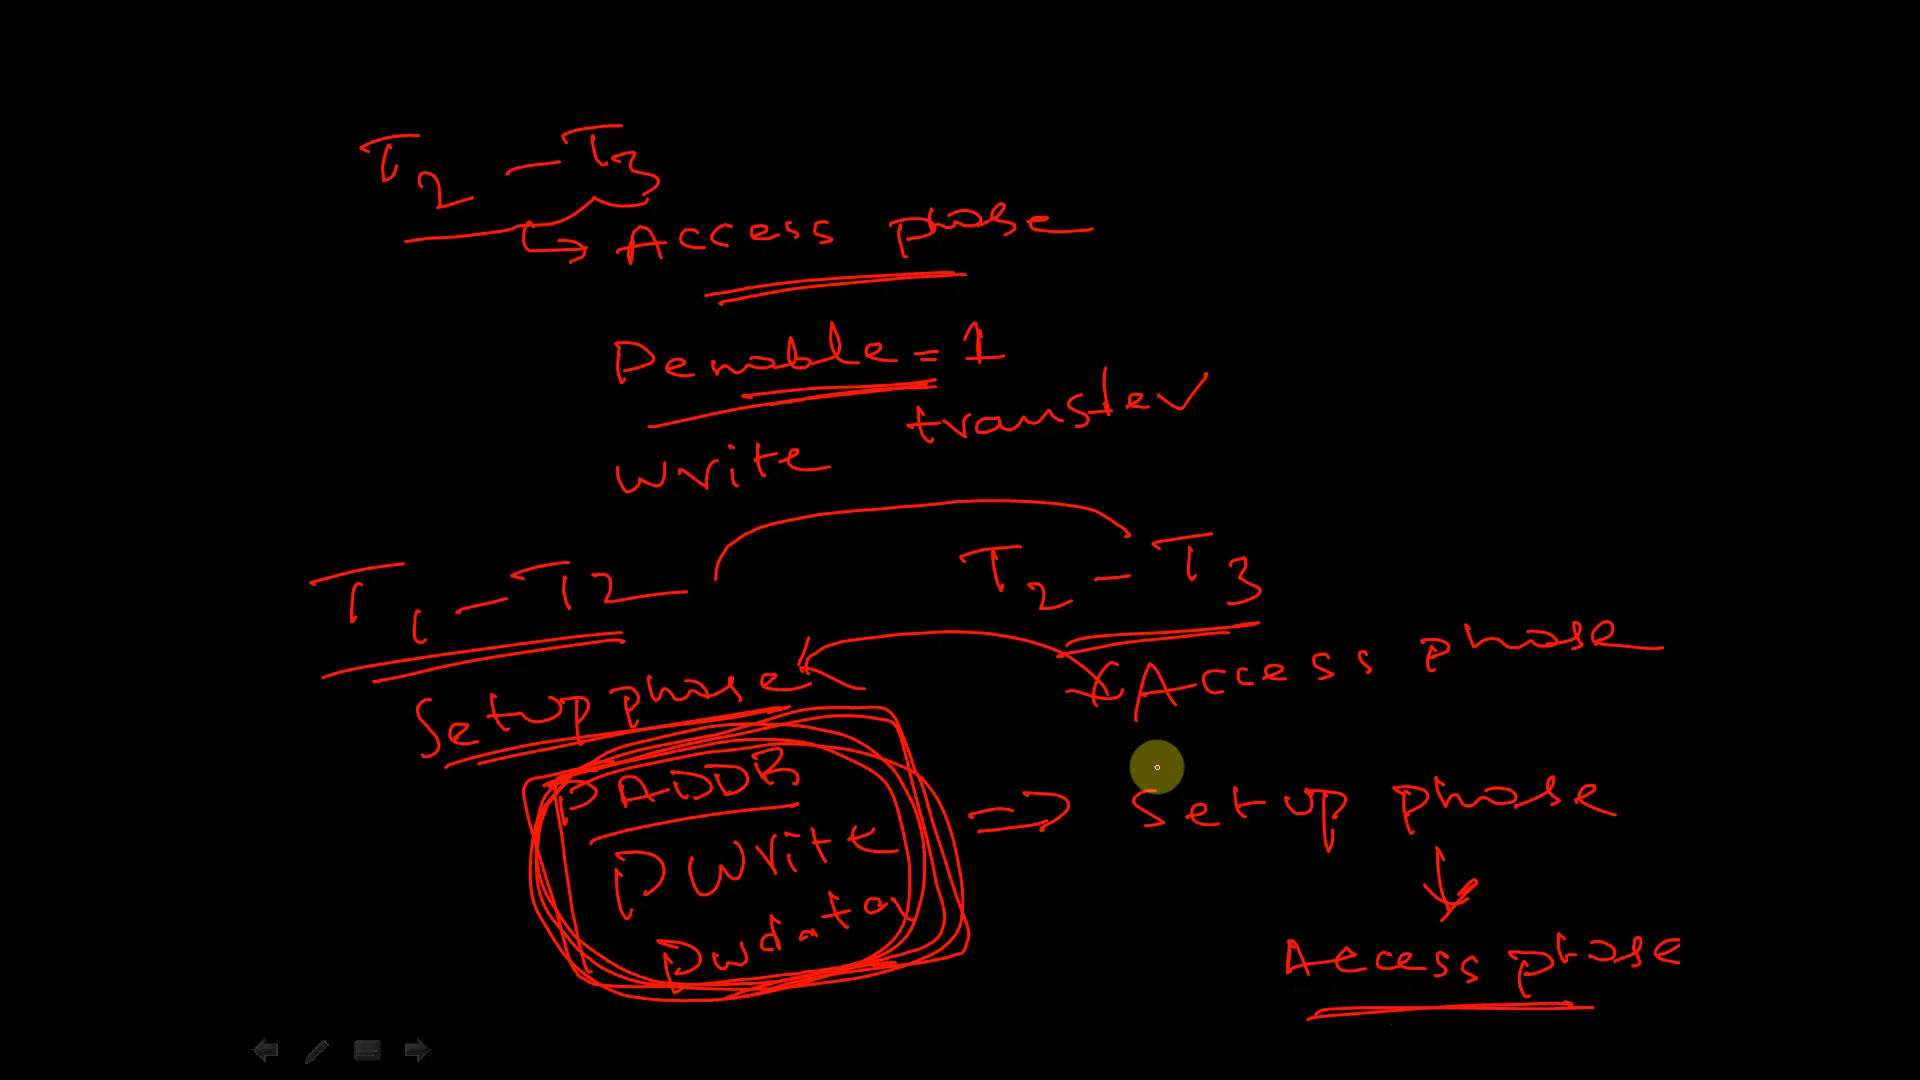 T2 - T3
Access phase
Penable = 1
write transfer
T1 - T2
T2 - T3
Setup phase
Access phase
PADDR
PWrite
Pwdata
=> Setup phase
Access phase